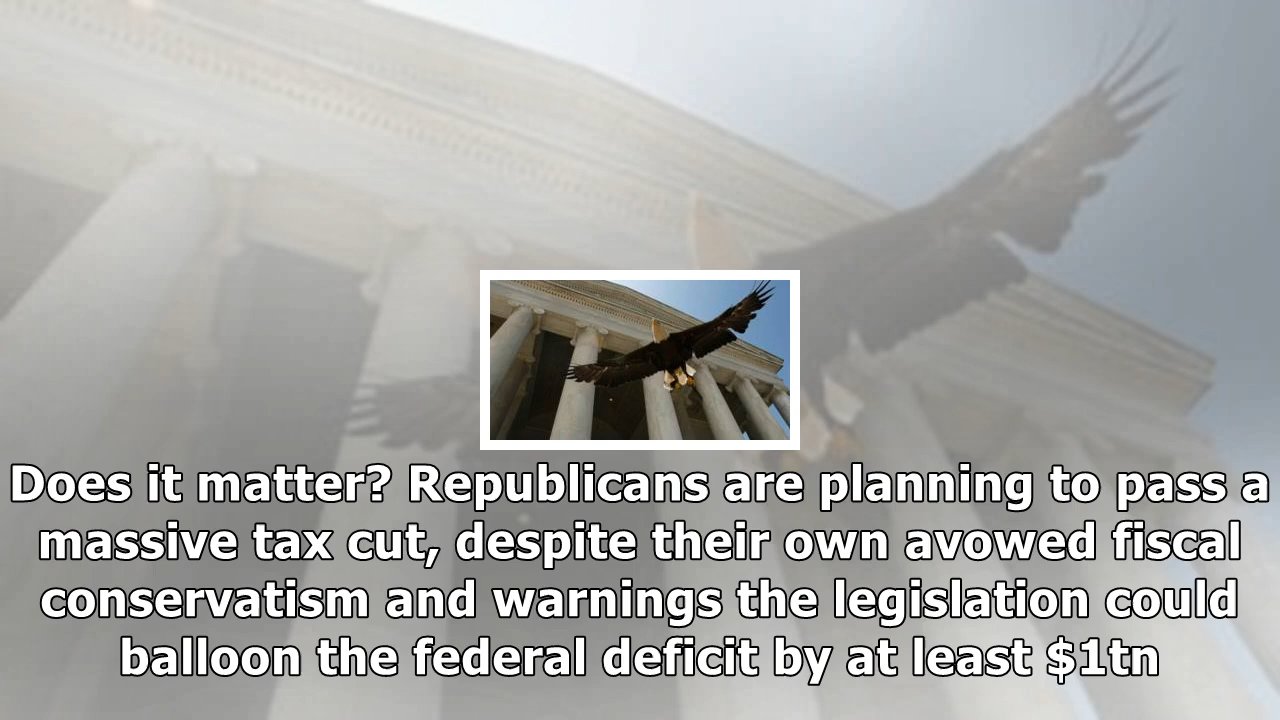 Does it matter? Republicans are planning to pass a
massive tax cut, despite their own avowed fiscal
conservatism and warnings the legislation could
balloon the federal deficit by at least $1tn